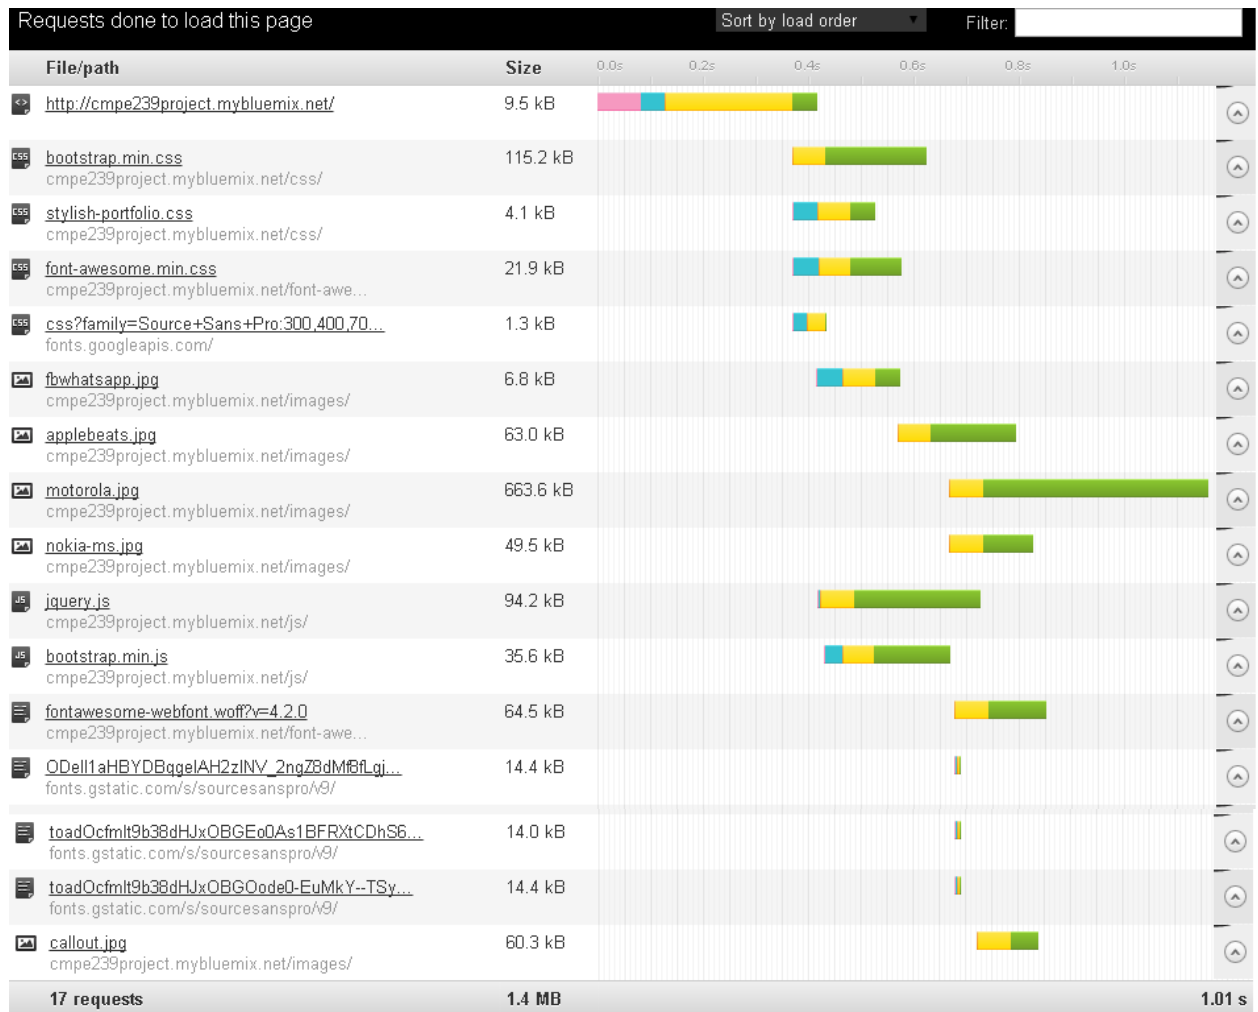 Requests done to load this page
Sort by load order
Filter:
File/path Size 0.0s 0.2s 0.4s 0.6s 0.8s 1.0s
http://cmpe239project.mybluemix.net/ 9.5 kB
CSS bootstrap.min.css 115.2 kB
cmpe239project.mybluemix.net/css/
CSS stylish-portfolio.css 4.1 kB
cmpe239project.mybluemix.net/css/
CSS font-awesome.min.css 21.9 kB
cmpe239project.mybluemix.net/font-awe...
CSS css?family=Source+Sans+Pro:300,400,70... 1.3 kB
fonts.googleapis.com/
fbwhatsapp.jpg 6.8 kB
cmpe239project.mybluemix.net/images/
applebeats.jpg 63.0 kB
cmpe239project.mybluemix.net/images/
motorola.jpg 663.6 kB
cmpe239project.mybluemix.net/images/
nokia-ms.jpg 49.5 kB
cmpe239project.mybluemix.net/images/
JS jquery.js 94.2 kB
cmpe239project.mybluemix.net/js/
JS bootstrap.min.js 35.6 kB
cmpe239project.mybluemix.net/js/
fontawesome-webfont.woff?v=4.2.0 64.5 kB
cmpe239project.mybluemix.net/font-awe...
14.4 kB
fonts.gstatic.com/s/sourcesanspro/v9/
14.0 kB
fonts.gstatic.com/s/sourcesanspro/v9/
14.4 kB
fonts.gstatic.com/s/sourcesanspro/v9/
callout.jpg 60.3 kB
cmpe239project.mybluemix.net/images/
17 requests 1.4 MB 1.01 s